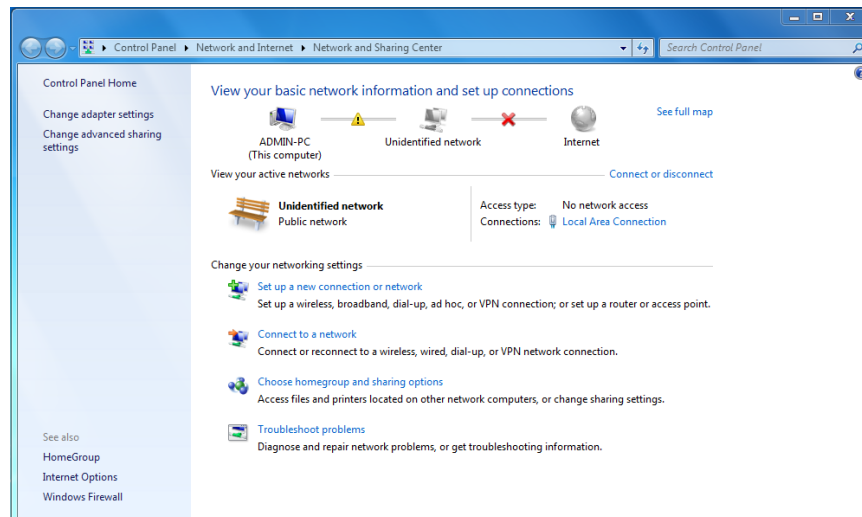 Control Panel Network and Internet Network and Sharing Center Search Control Panel
Control Panel Home
Change adapter settings
Change advanced sharing
settings
See also
HomeGroup
Internet Options
Windows Firewall
View your basic network information and set up connections
See full map
ADMIN-PC
(This computer)
Unidentified network
Internet
View your active networks
Connect or disconnect
Unidentified network
Public network
Access type: No network access
Connections: Local Area Connection
Change your networking settings
Set up a new connection or network
Set up a wireless, broadband, dial-up, ad hoc, or VPN connection; or set up a router or access point.
Connect to a network
Connect or reconnect to a wireless, wired, dial-up, or VPN network connection.
Choose homegroup and sharing options
Access files and printers located on other network computers, or change sharing settings.
Troubleshoot problems
Diagnose and repair network problems, or get troubleshooting information.